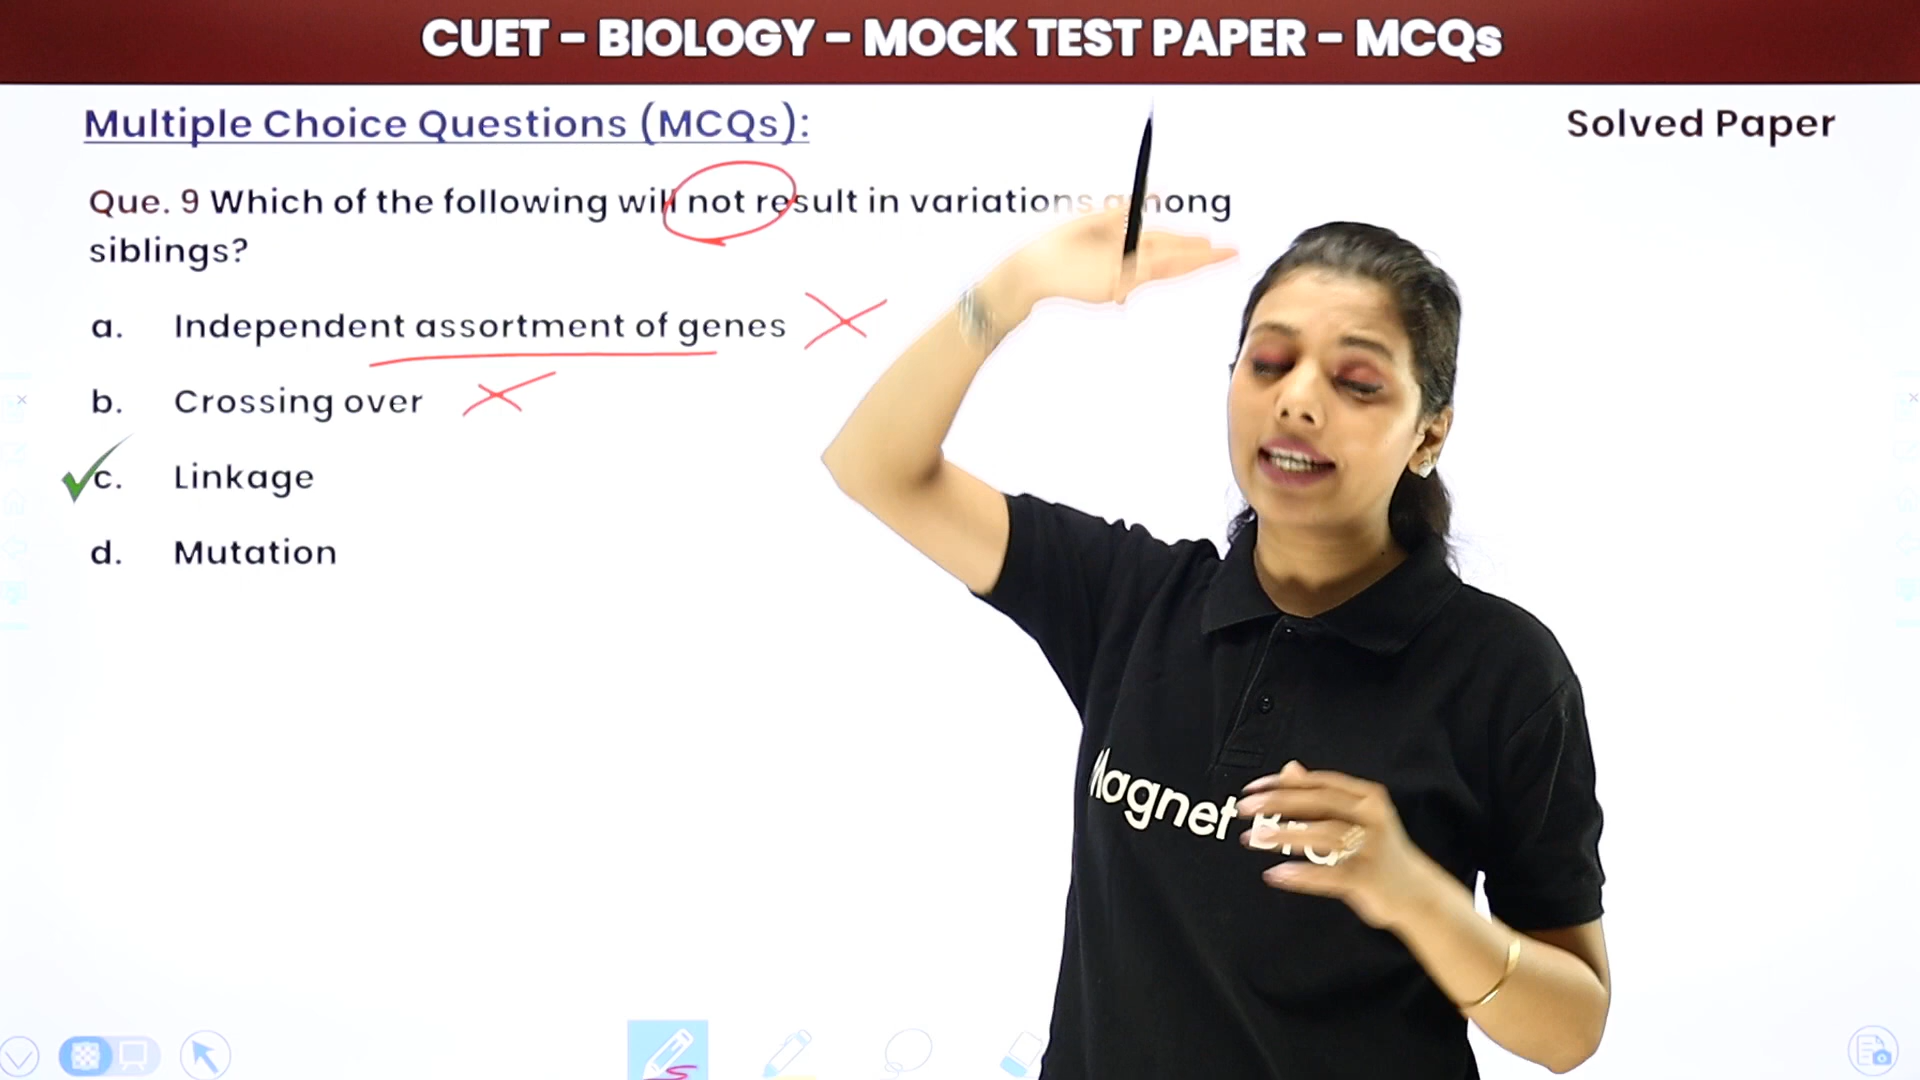 CUET - BIOLOGY - MOCK TEST PAPER - MCQs
Multiple Choice Questions (MCQs):
Solved Paper
Que. 9 Which of the following will not result in variations among
siblings?
a. Independent assortment of genes
b. Crossing over
c. Linkage
d. Mutation
Magnet